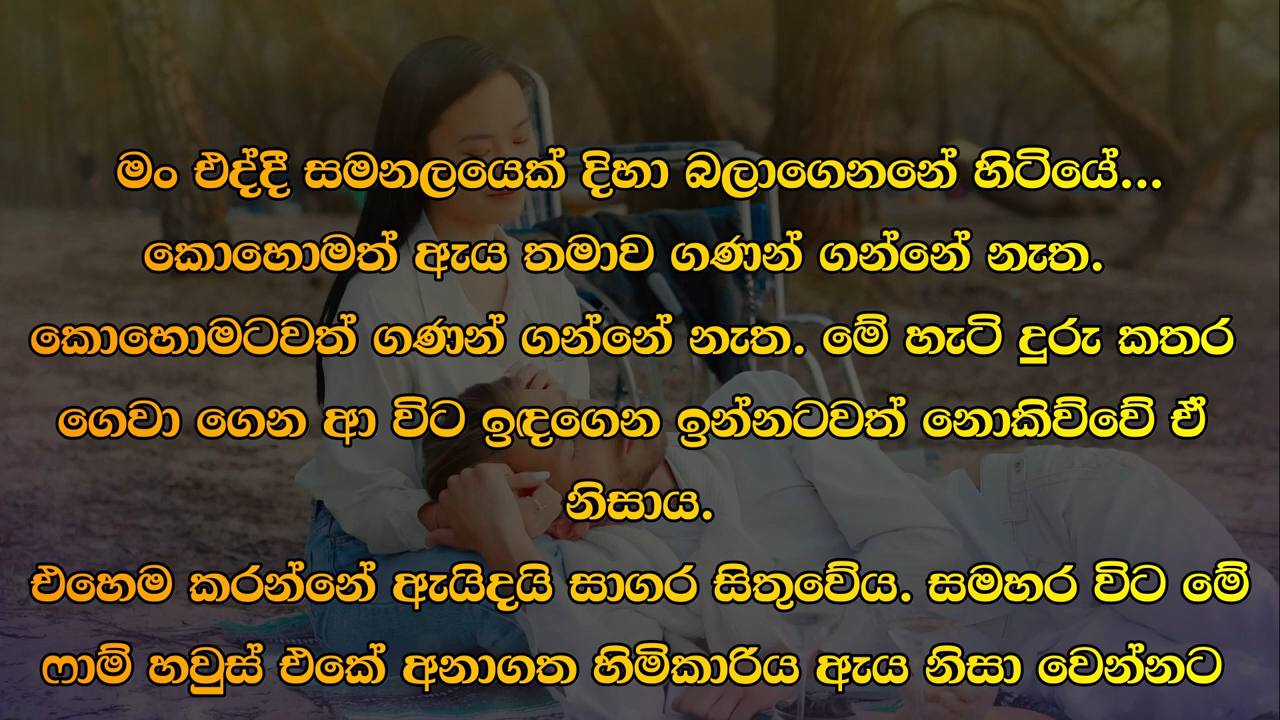 මං එද්දී සමනලයෙක් දිහා බලාගෙනනේ හිටියේ...
කොහොමත් ඇය තමාව ගණන් ගන්නේ නැත.
කොහොමටවත් ගණන් ගන්නේ නැත. මේ හැටි දුරු කතර
ගෙවා ගෙන ආ විට ඉඳගෙන ඉන්නටවත් නොකිව්වේ ඒ
නිසාය.
එහෙම කරන්නේ ඇයිදයි සාගර සිතුවේය. සමහර විට මේ
ෆාම් හවුස් එකේ අනාගත හිමිකාරිය ඇය නිසා වෙන්නට